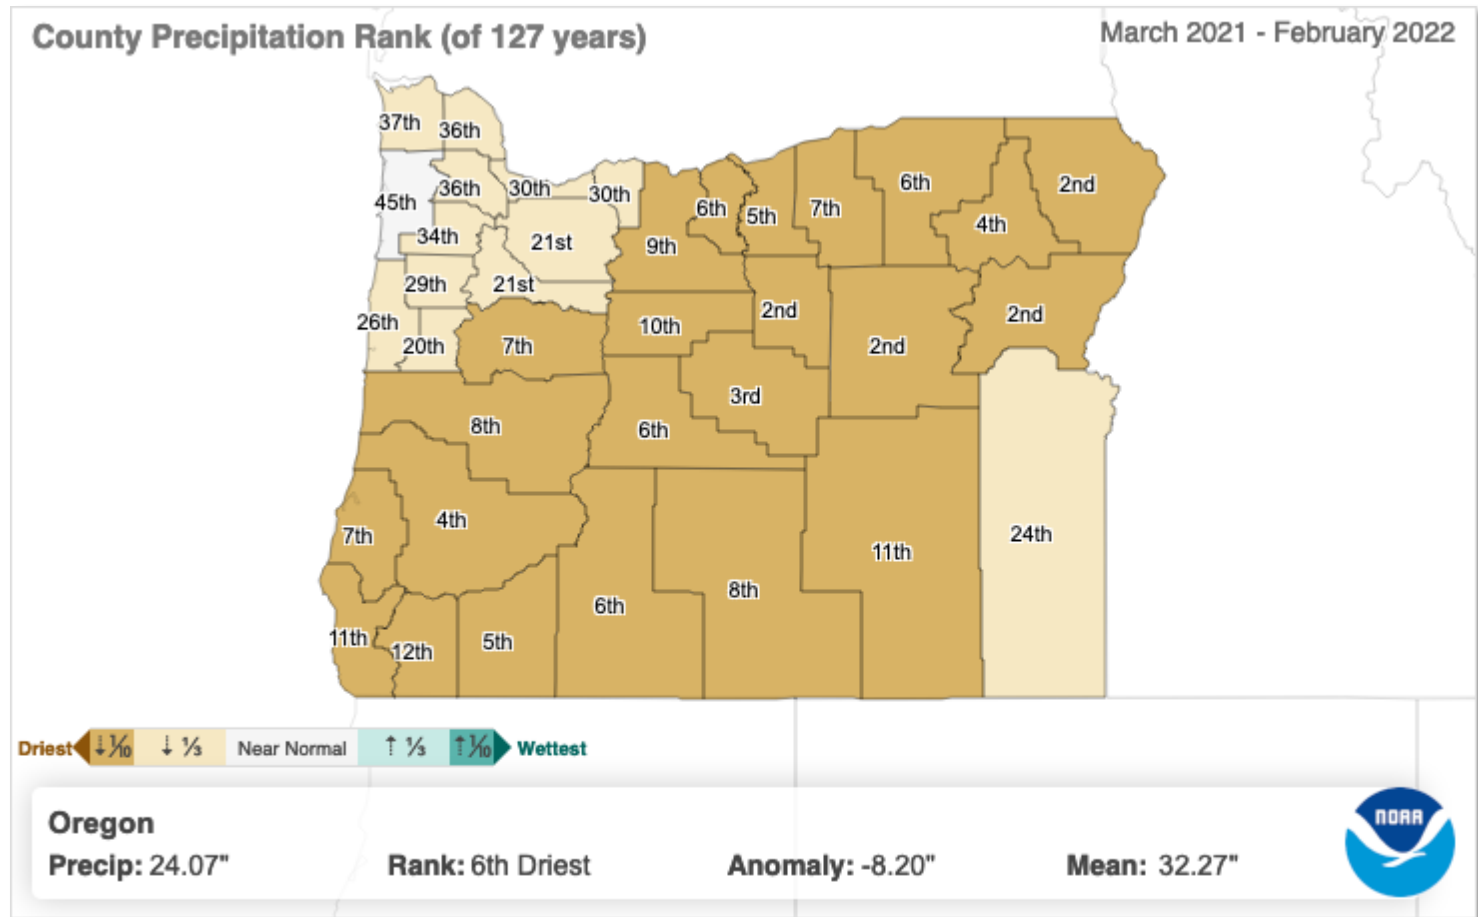 County Precipitation Rank (of 127 years)
March 2021 - February 2022
37th
36th
45th
36th
30th
30th
34th
21st
29th
21st
26th
20th
7th
9th
6th
5th
7th
6th
4th
2nd
10th
2nd
2nd
2nd
3rd
8th
6th
7th
4th
11th
24th
11th
12th
5th
6th
8th
Driest
↓ ⅒
↓ ⅓
Near Normal
↑ ⅓
↑ ⅒
Wettest
Oregon
Precip: 24.07" Rank: 6th Driest Anomaly: -8.20" Mean: 32.27"
NOAA